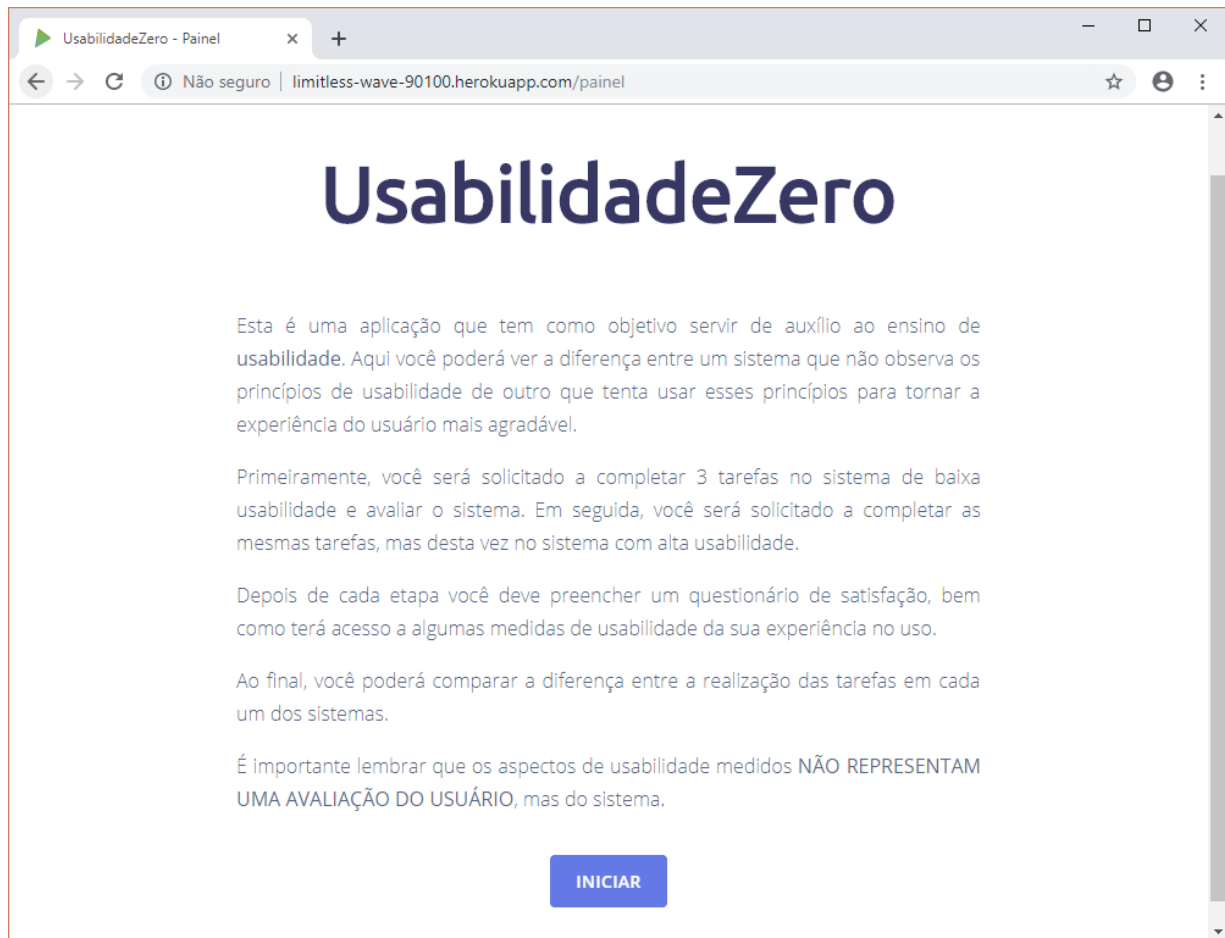 UsabilidadeZero - Painel
Não seguro | limitless-wave-90100.herokuapp.com/painel
UsabilidadeZero
Esta é uma aplicação que tem como objetivo servir de auxílio ao ensino de
usabilidade. Aqui você poderá ver a diferença entre um sistema que não observa os
princípios de usabilidade de outro que tenta usar esses princípios para tornar a
experiência do usuário mais agradável.
Primeiramente, você será solicitado a completar 3 tarefas no sistema de baixa
usabilidade e avaliar o sistema. Em seguida, você será solicitado a completar as
mesmas tarefas, mas desta vez no sistema com alta usabilidade.
Depois de cada etapa você deve preencher um questionário de satisfação, bem
como terá acesso a algumas medidas de usabilidade da sua experiência no uso.
Ao final, você poderá comparar a diferença entre a realização das tarefas em cada
um dos sistemas.
É importante lembrar que os aspectos de usabilidade medidos NÃO REPRESENTAM
UMA AVALIAÇÃO DO USUÁRIO, mas do sistema.
INICIAR